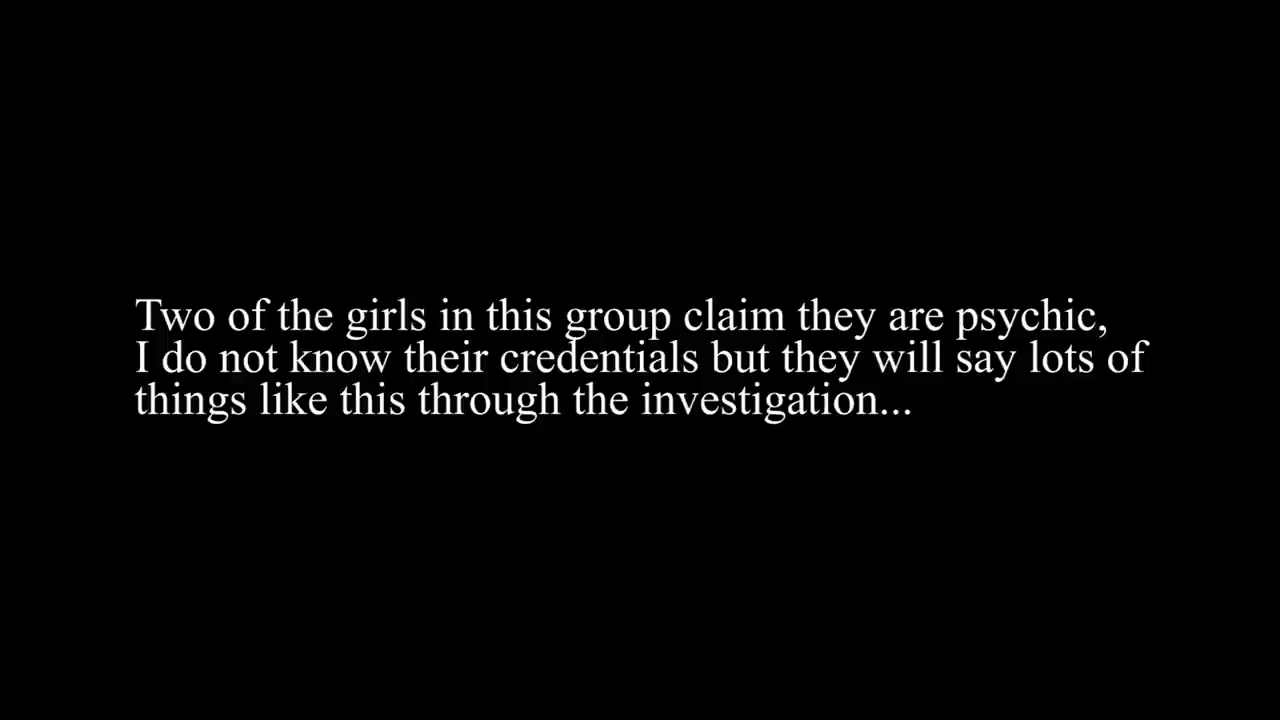 Two of the girls in this group claim they are psychic,
I do not know their credentials but they will say lots of
things like this through the investigation...